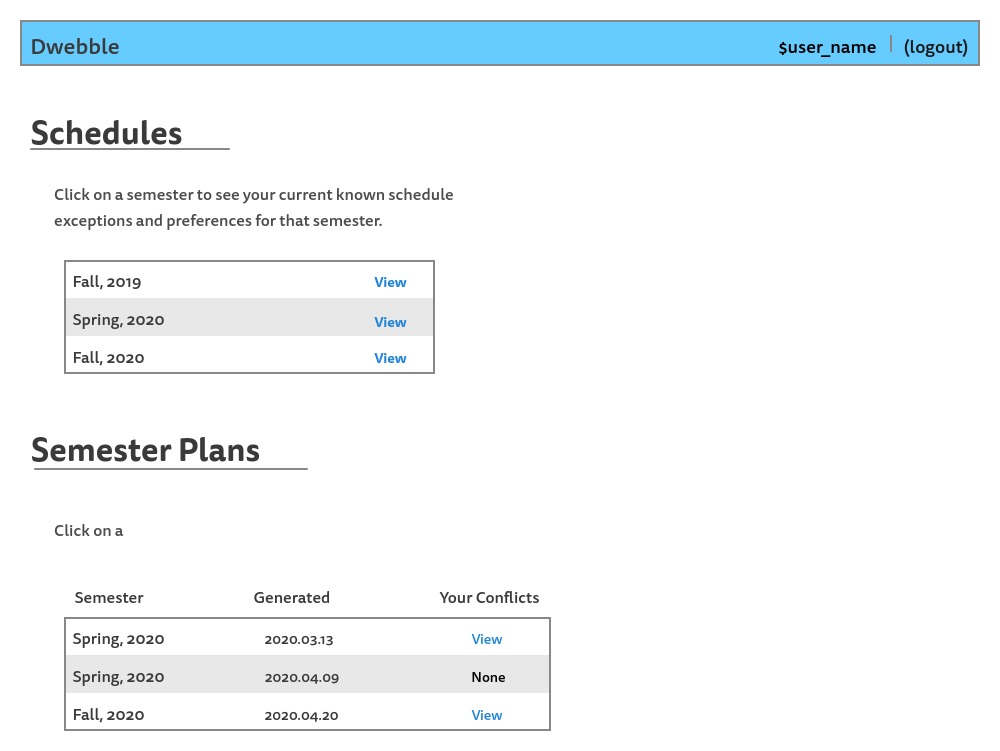 Dwebble $user_name | (logout)
Schedules
Click on a semester to see your current known schedule
exceptions and preferences for that semester.
Fall, 2019 View
Spring, 2020 View
Fall, 2020 View
Semester Plans
Click on a
Semester Generated Your Conflicts
Spring, 2020 2020.03.13 View
Spring, 2020 2020.04.09 None
Fall, 2020 2020.04.20 View